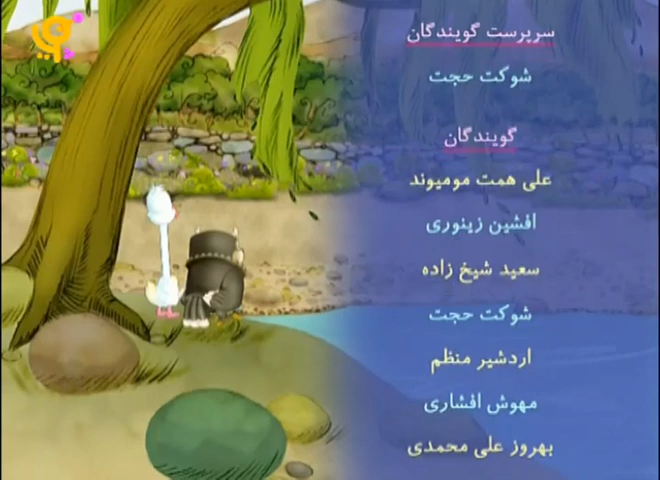 سرپرست گویندگان
شوکت حجت
گویندگان
علی همت مومیوند
افشین زینوری
سعید شیخ زاده
شوکت حجت
اردشیر منظم
مهوش افشاری
بهروز علی محمدی